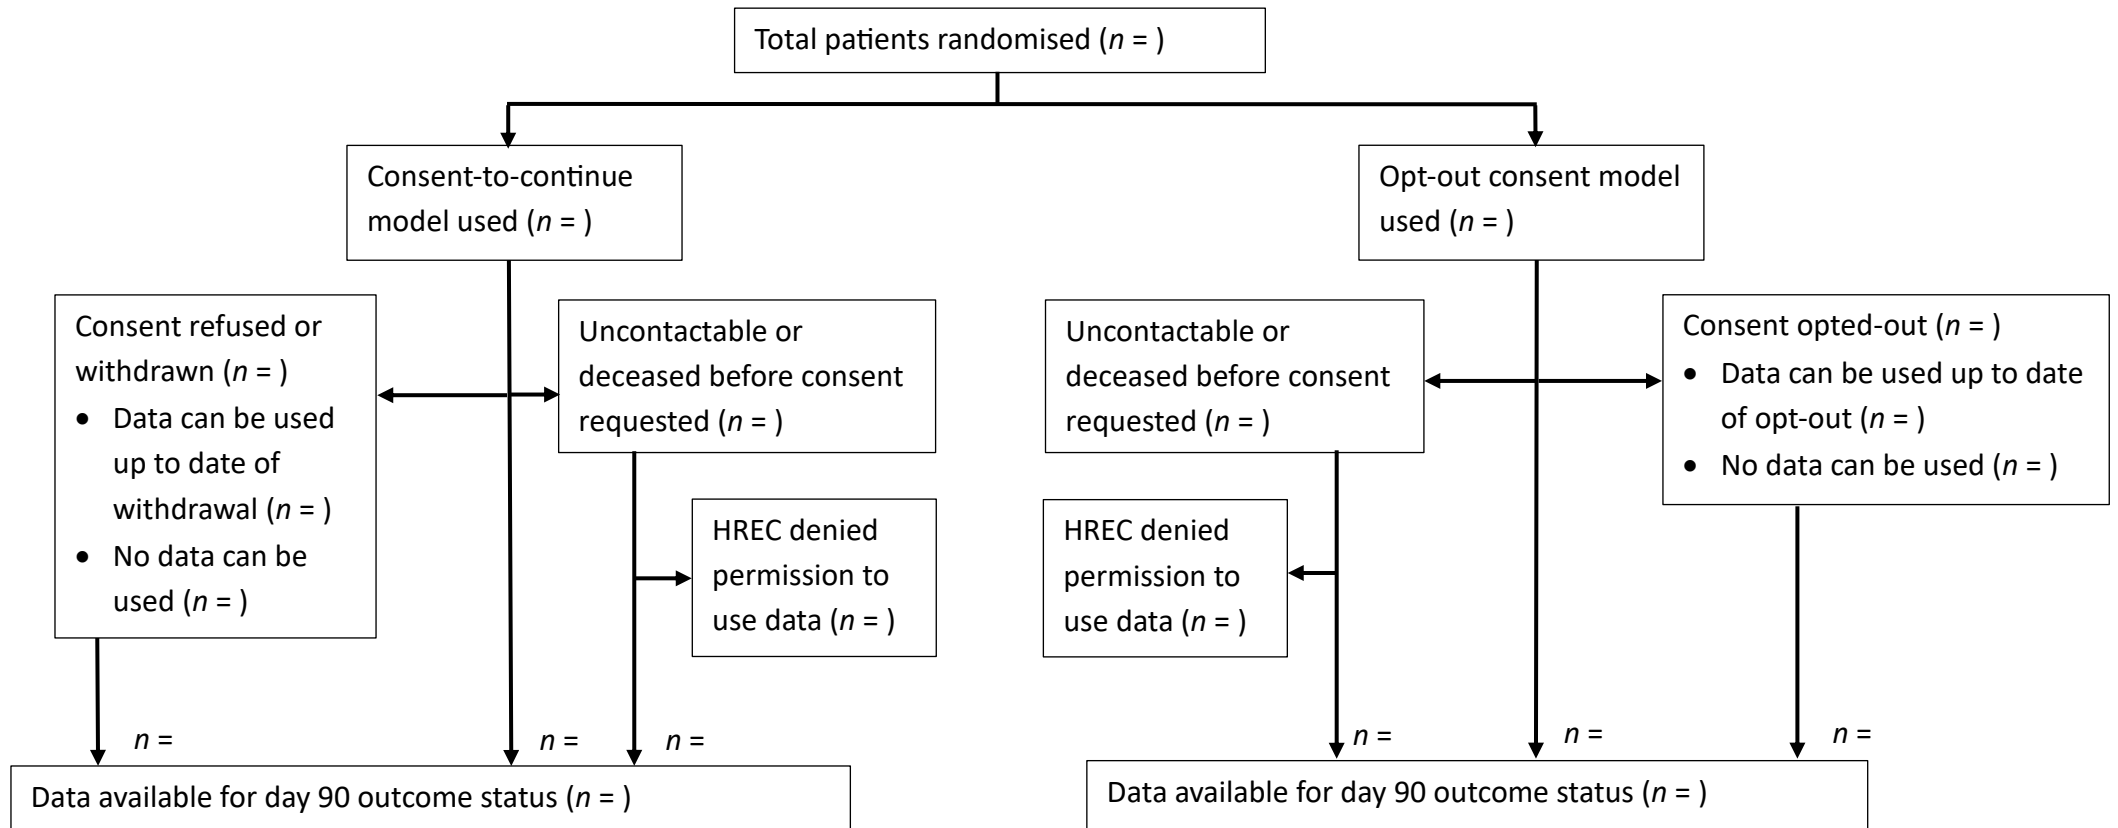 Total patients randomised (n = )
Consent-to-continue
model used (n = )
Opt-out consent model
used (n = )
Consent refused or
withdrawn (n = )
• Data can be used
up to date of
withdrawal (n = )
• No data can be
used (n = )
Uncontactable or
deceased before consent
requested (n = )
HREC denied
permission to
use data (n = )
Uncontactable or
deceased before consent
requested (n = )
HREC denied
permission to
use data (n = )
Consent opted-out (n = )
• Data can be used up to date
of opt-out (n = )
• No data can be used (n = )
n =
n =
n =
n =
n =
n =
Data available for day 90 outcome status (n = )
Data available for day 90 outcome status (n = )